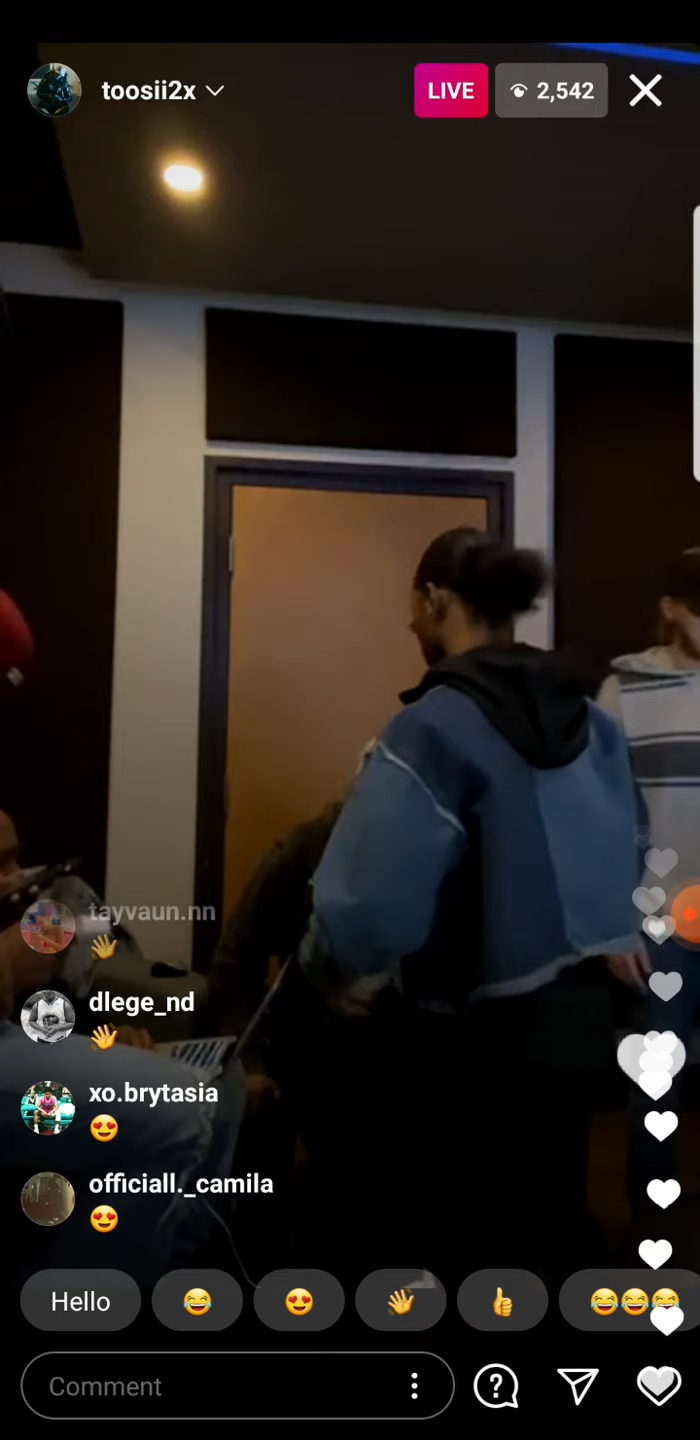 toosii2x
LIVE
2,542
tayvaun.nn
👋
dlege_nd
👋
xo.brytasia
😍
officiall._camila
😍
Hello 😂 😍 👋 👍 😂😂😂
Comment